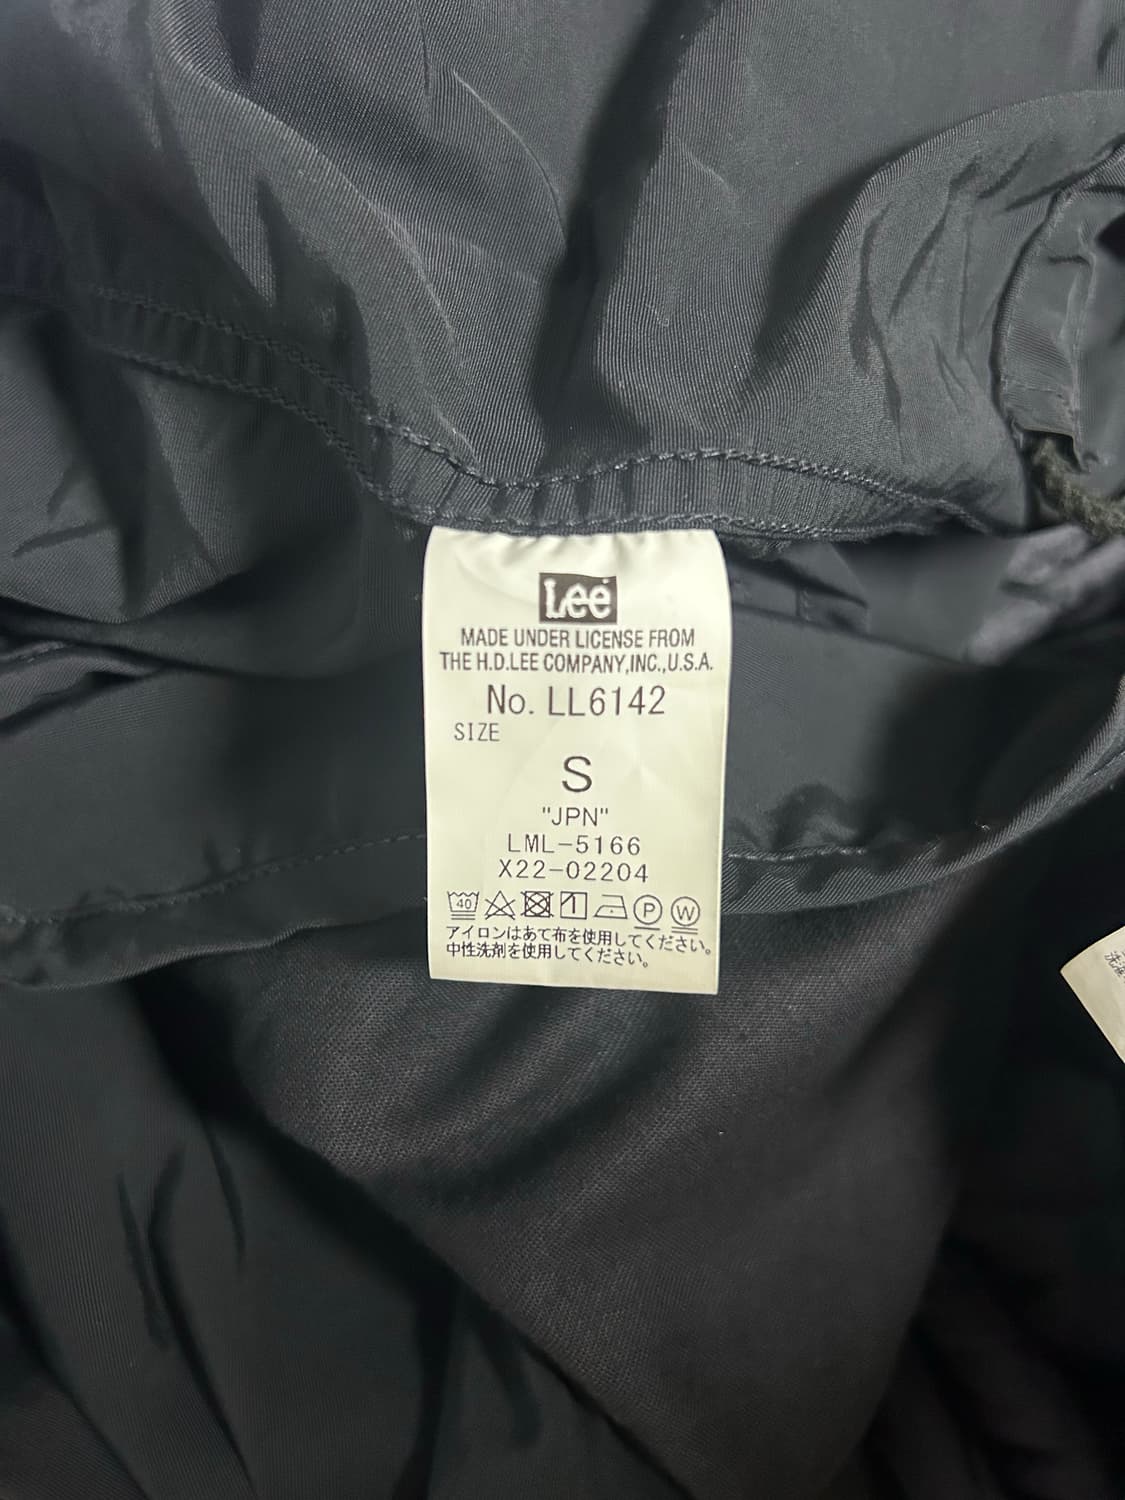 Lee
MADE UNDER LICENSE FROM
THE H.D.LEE COMPANY,INC.,U.S.A.
No. LL6142
SIZE
S
"JPN"
LML-5166
X22-02204
40 1 P W
アイロンはあて布を使用してください。
中性洗剤を使用してください。